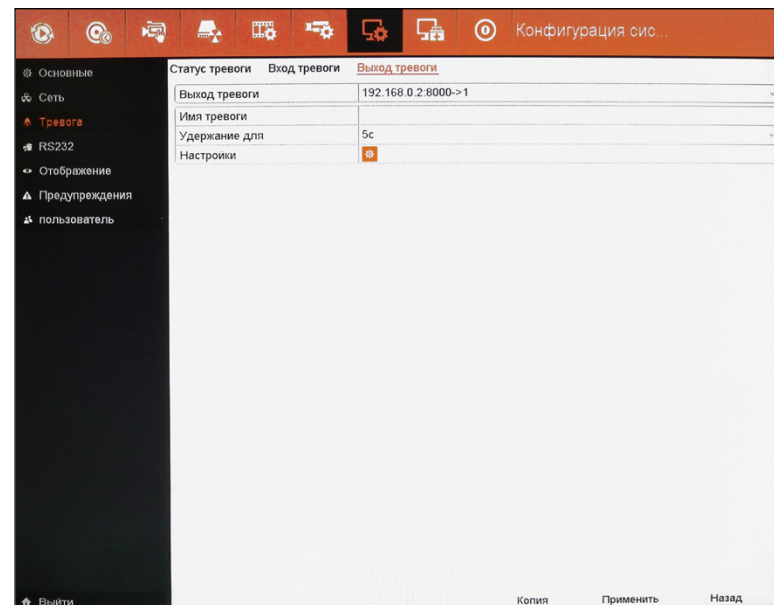 Конфигурация сис...
Основные
Сеть
Тревога
RS232
Отображение
Предупреждения
пользователь
Выйти
Статус тревоги Вход тревоги Выход тревоги
Выход тревоги 192.168.0.2:8000->1
Имя тревоги
Удержание для 5с
Настройки
Копия Применить Назад